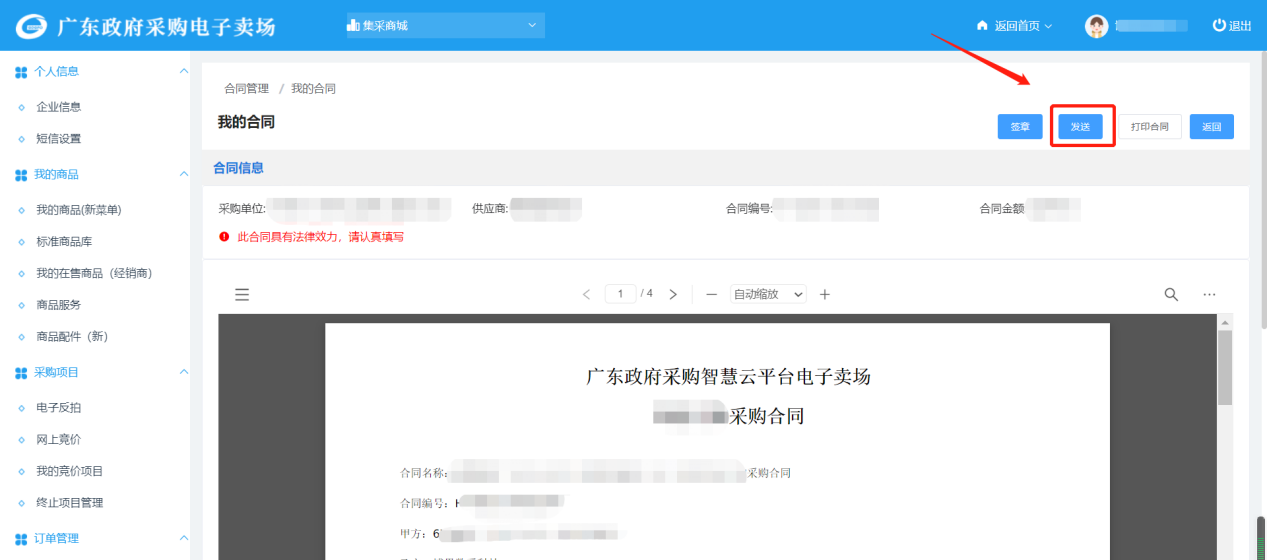 广东政府采购电子卖场
集采商城
返回首页
退出
个人信息
企业信息
短信设置
我的商品
我的商品(新菜单)
标准商品库
我的在售商品（经销商）
商品服务
商品配件（新）
采购项目
电子反拍
网上竞价
我的竞价项目
终止项目管理
订单管理
合同管理 / 我的合同
我的合同
签章
发送
打印合同
返回
合同信息
采购单位:
供应商:
合同编号:
合同金额
此合同具有法律效力，请认真填写
1 / 4
自动缩放
广东政府采购智慧云平台电子卖场
采购合同
合同名称: 采购合同
合同编号: H
甲方: 6